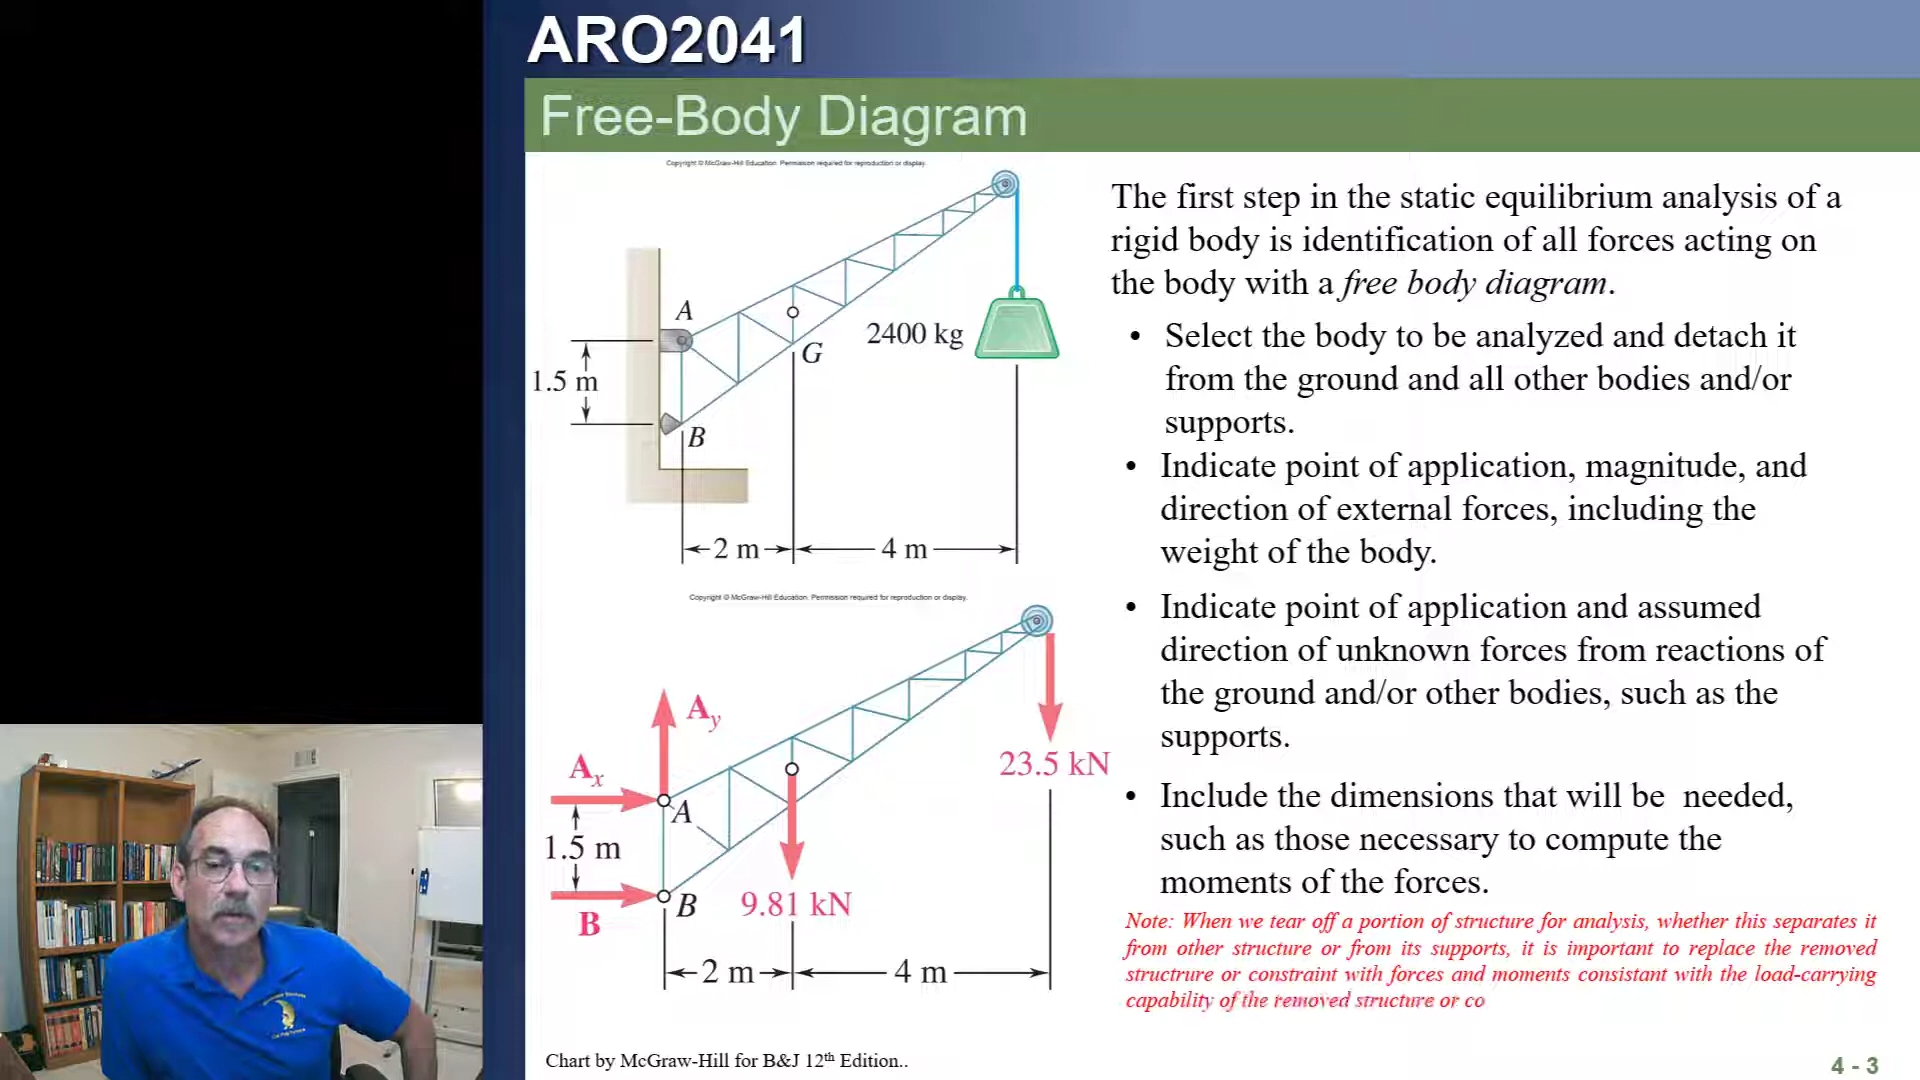 ARO2041
Free-Body Diagram
Copyright © McGraw-Hill Education. Permission required for reproduction or display.
A
1.5 m
B
G
2400 kg
2 m
4 m
Copyright © McGraw-Hill Education. Permission required for reproduction or display.
Ay
Ax
A
1.5 m
B
B
9.81 kN
23.5 kN
2 m
4 m
Chart by McGraw-Hill for B&J 12th Edition..
The first step in the static equilibrium analysis of a
rigid body is identification of all forces acting on
the body with a free body diagram.
• Select the body to be analyzed and detach it
from the ground and all other bodies and/or
supports.
• Indicate point of application, magnitude, and
direction of external forces, including the
weight of the body.
• Indicate point of application and assumed
direction of unknown forces from reactions of
the ground and/or other bodies, such as the
supports.
• Include the dimensions that will be needed,
such as those necessary to compute the
moments of the forces.
Note: When we tear off a portion of structure for analysis, whether this separates it
from other structure or from its supports, it is important to replace the removed
structrure or constraint with forces and moments consistant with the load-carrying
capability of the removed structure or co
4 - 3